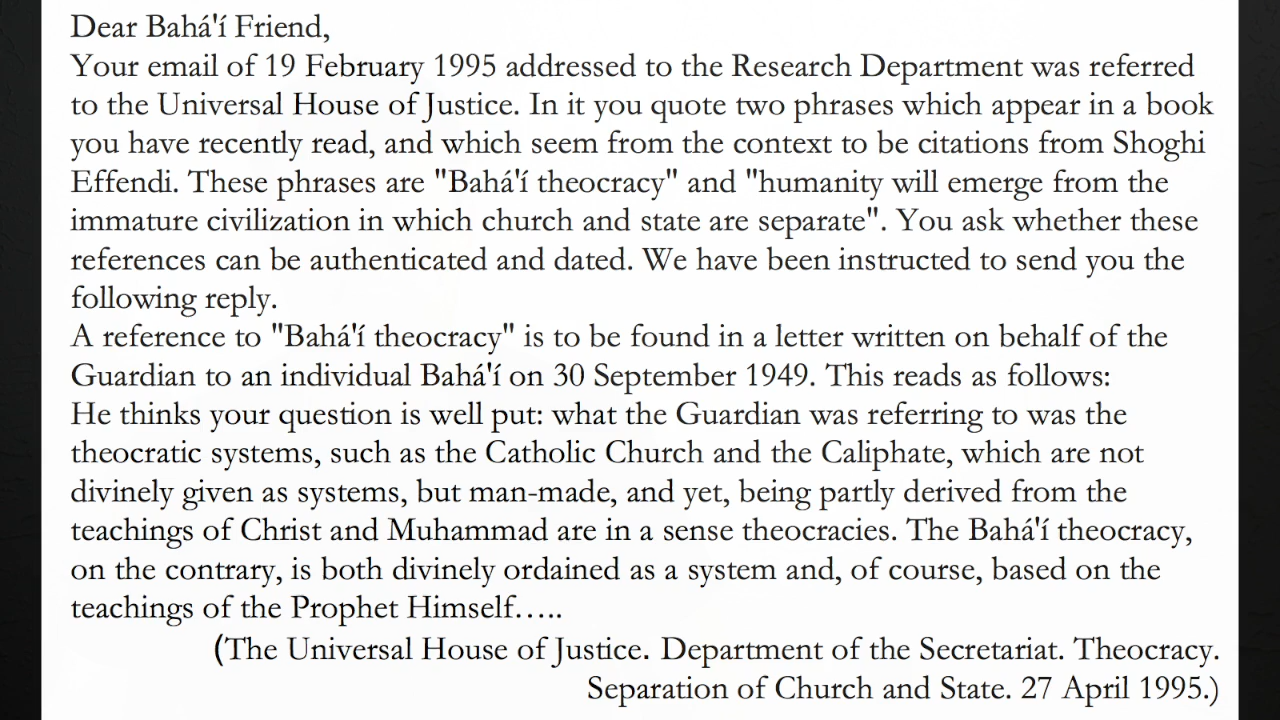 Dear Bahá'í Friend,
Your email of 19 February 1995 addressed to the Research Department was referred
to the Universal House of Justice. In it you quote two phrases which appear in a book
you have recently read, and which seem from the context to be citations from Shoghi
Effendi. These phrases are "Bahá'í theocracy" and "humanity will emerge from the
immature civilization in which church and state are separate". You ask whether these
references can be authenticated and dated. We have been instructed to send you the
following reply.
A reference to "Bahá'í theocracy" is to be found in a letter written on behalf of the
Guardian to an individual Bahá'í on 30 September 1949. This reads as follows:
He thinks your question is well put: what the Guardian was referring to was the
theocratic systems, such as the Catholic Church and the Caliphate, which are not
divinely given as systems, but man-made, and yet, being partly derived from the
teachings of Christ and Muhammad are in a sense theocracies. The Bahá'í theocracy,
on the contrary, is both divinely ordained as a system and, of course, based on the
teachings of the Prophet Himself…..
(The Universal House of Justice. Department of the Secretariat. Theocracy.
Separation of Church and State. 27 April 1995.)